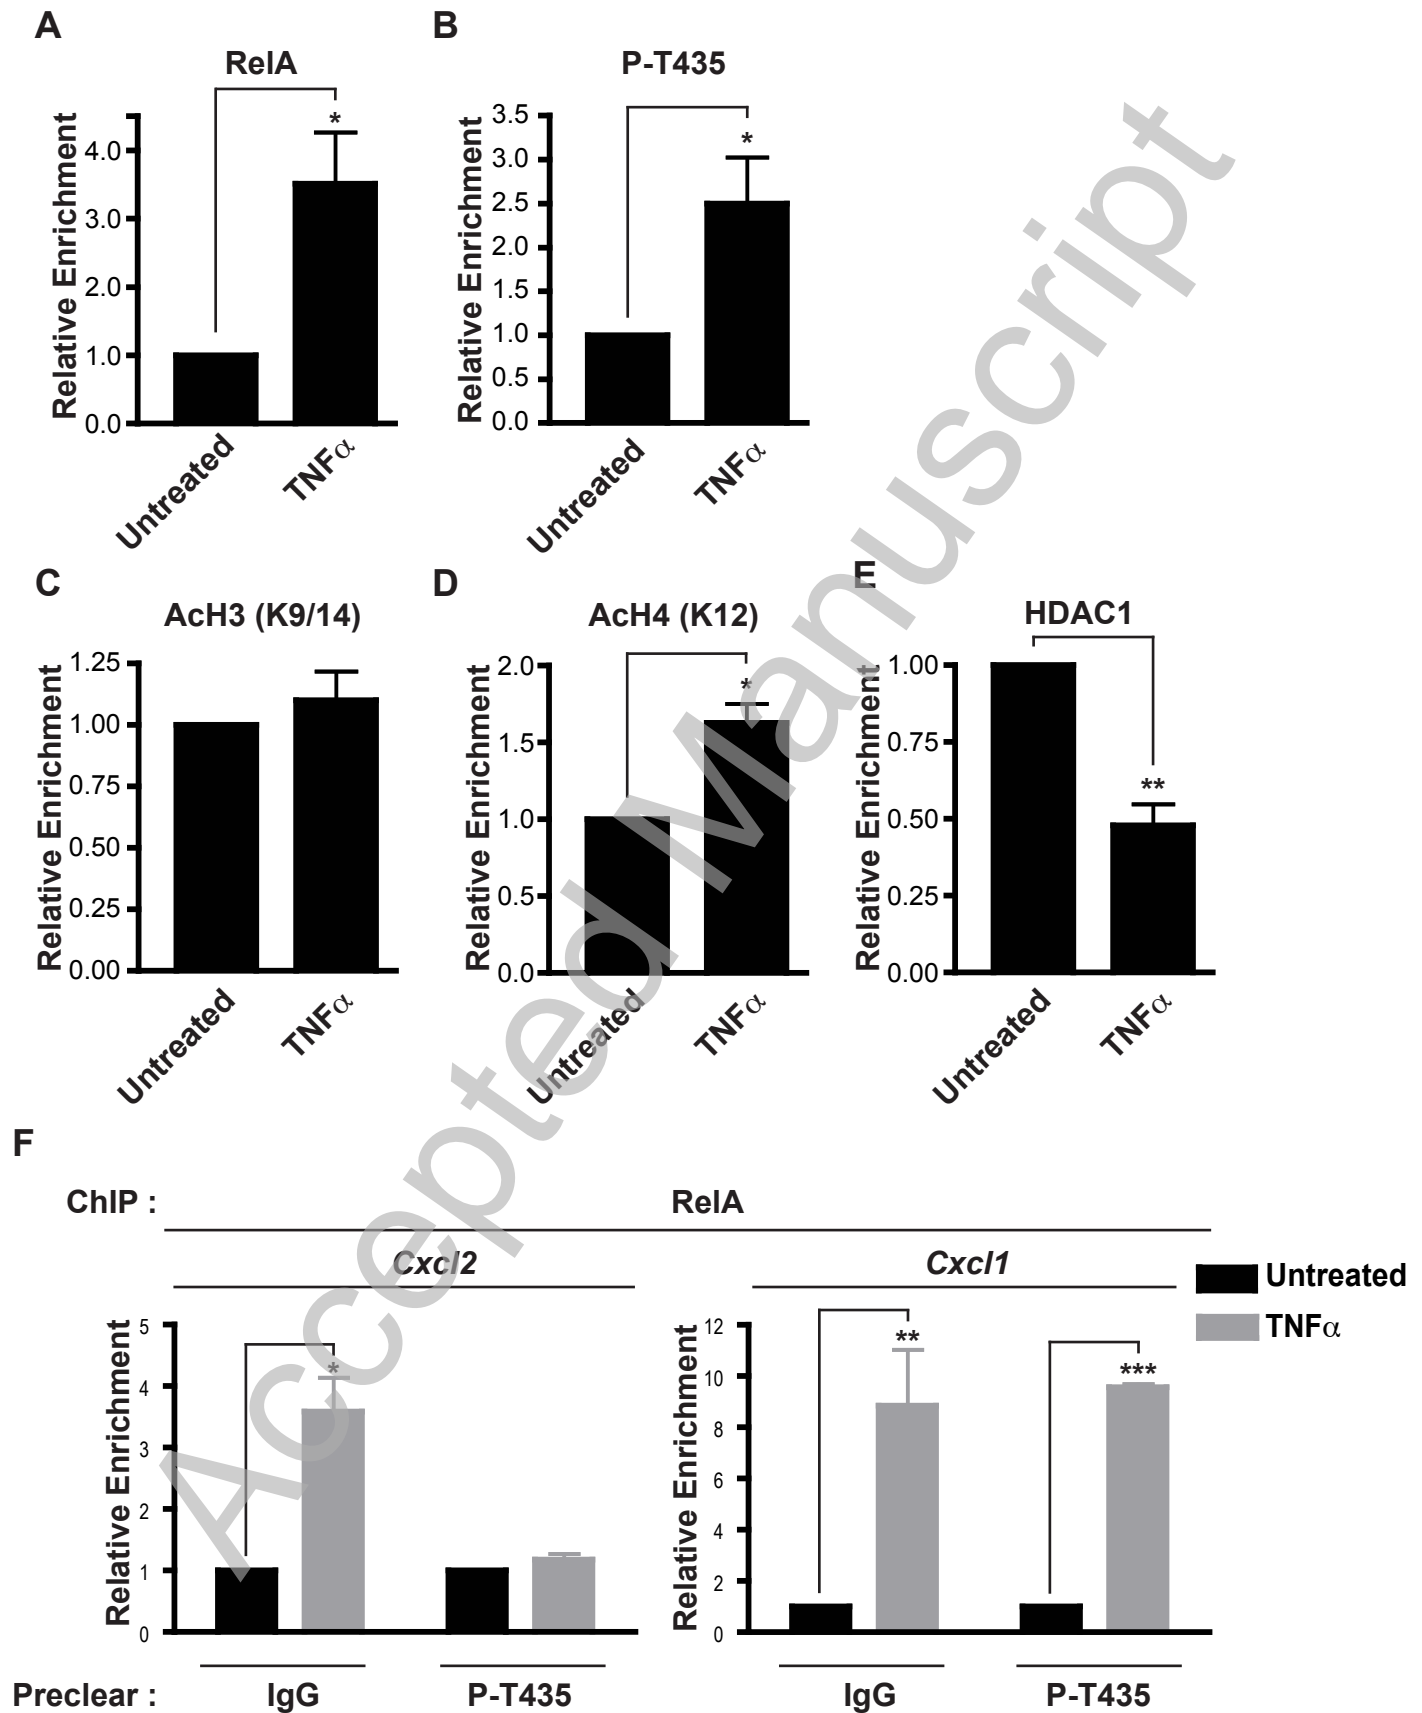 A
RelA
*
Relative Enrichment
4.0
3.0
2.0
1.0
0.0
Untreated
TNFα
B
P-T435
*
Relative Enrichment
3.5
3.0
2.5
2.0
1.5
1.0
0.5
0.0
Untreated
TNFα
C
AcH3 (K9/14)
Relative Enrichment
1.25
1.00
0.75
0.50
0.25
0.00
Untreated
TNFα
D
AcH4 (K12)
*
Relative Enrichment
2.0
1.5
1.0
0.5
0.0
Untreated
TNFα
E
HDAC1
**
Relative Enrichment
1.00
0.75
0.50
0.25
0.00
Untreated
TNFα
F
ChIP : RelA
Cxcl2
*
Relative Enrichment
5
4
3
2
1
0
Cxcl1
** ***
Relative Enrichment
12
10
8
6
4
2
0
Untreated
TNFα
Preclear : IgG P-T435 IgG P-T435
Accepted Manuscript